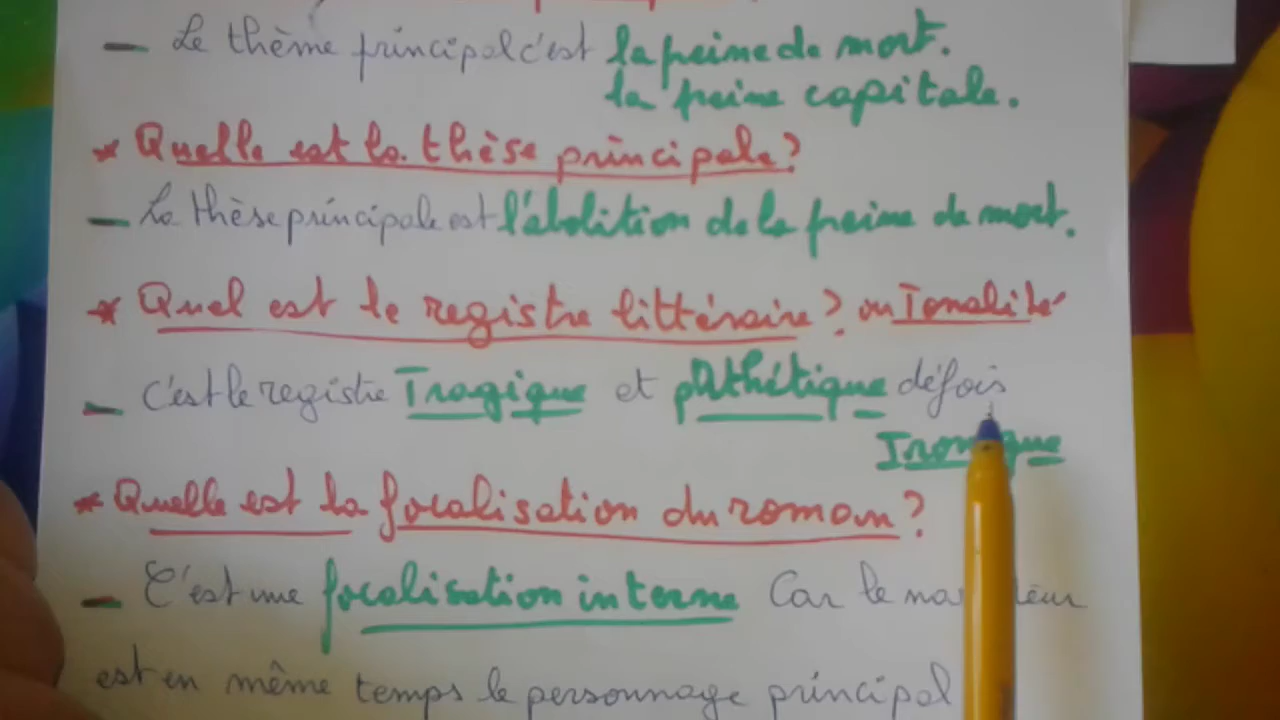 — Le thème principal c'est la peine de mort.
la peine capitale.
* Quelle est la thèse principale?
— La thèse principale est l'abolition de la peine de mort.
* Quel est le registre littéraire? ou Tonalité
— c'est le registre Tragique et pathétique défois
Ironique
* Quelle est la focalisation du roman?
— C'est une focalisation interne Car le
est en même temps le personnage principal